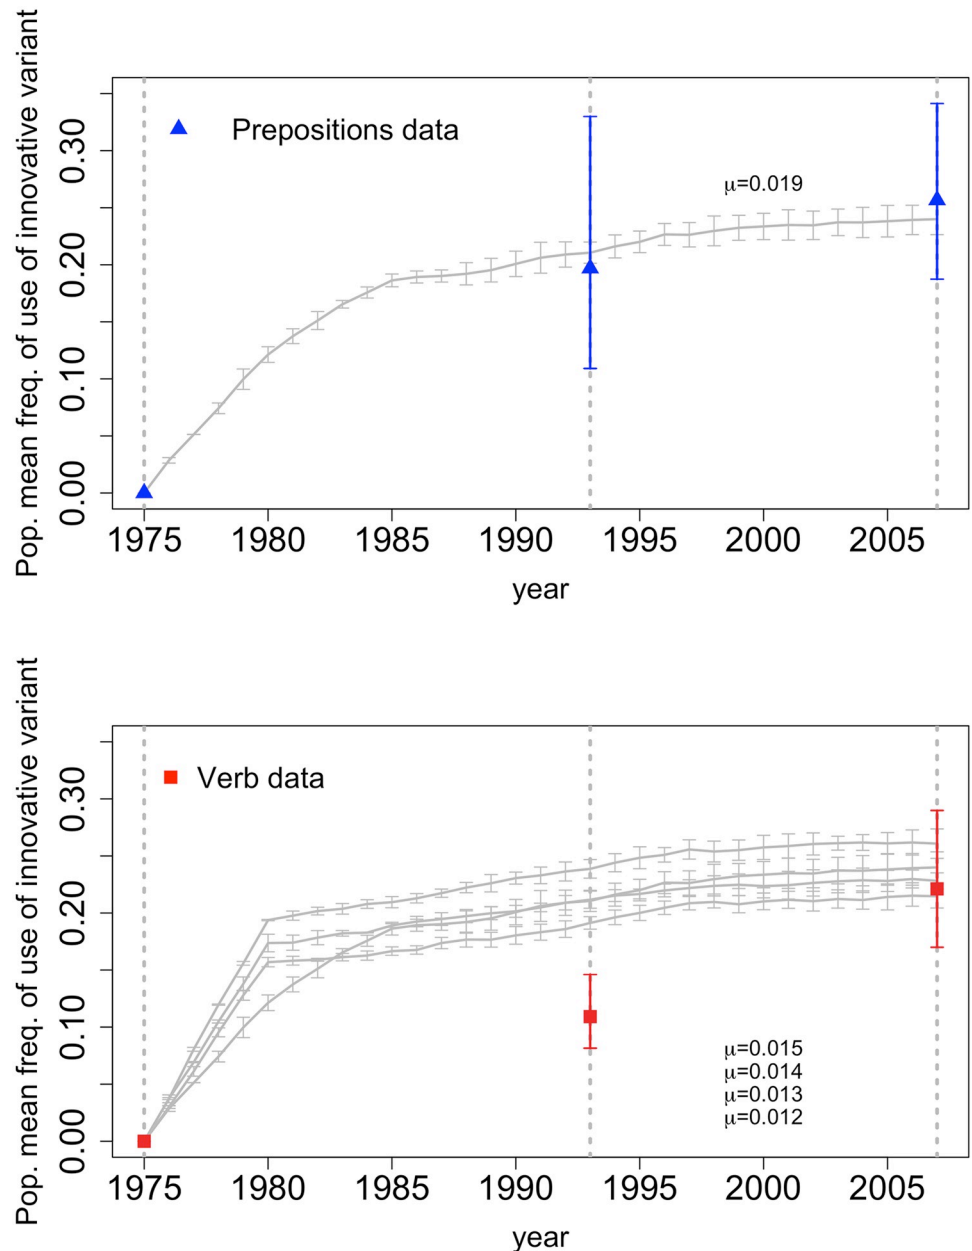 Pop. mean freq. of use of innovative variant
0.30
0.20
0.10
0.00
Prepositions data
μ=0.019
1975 1980 1985 1990 1995 2000 2005
year
Pop. mean freq. of use of innovative variant
0.30
0.20
0.10
0.00
Verb data
μ=0.015
μ=0.014
μ=0.013
μ=0.012
1975 1980 1985 1990 1995 2000 2005
year